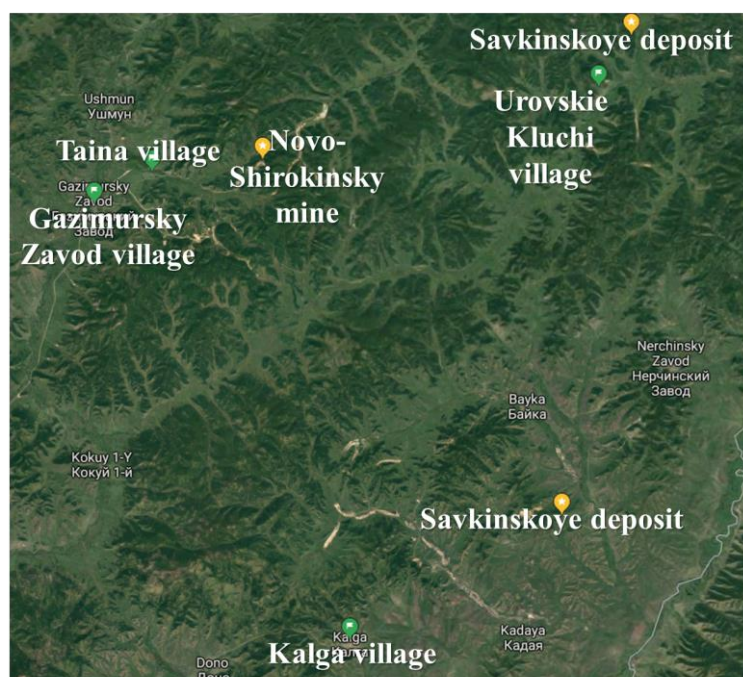 Savkinskoye deposit
Urovskie
Kluchi
village
Ushmun
Ушмун
Taina village
Novo-
Shirokinsky
mine
Gazimursky
Zavod
Завод
Gazimursky
Zavod village
Nerchinsky
Zavod
Нерчинский
Завод
Bayka
Байка
Kokuy 1-Y
Кокуй 1-й
Savkinskoye deposit
Kalga
Kalga village
Kadaya
Кадая
Dono